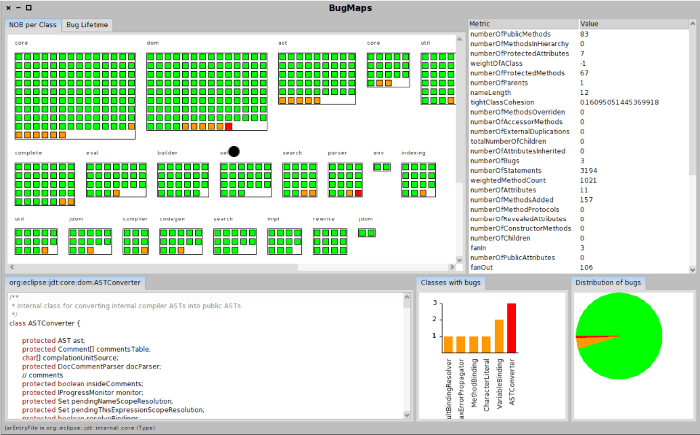 BugMaps
NOB per Class
Bug Lifetime
core
dom
ast
core
util
complete
eval
builder
search
parser
env
indexing
util
jdom
compiler
codegen
search
impl
rewrite
jdom
Metric Value
numberOfPublicMethods 83
numberOfMethodsInHierarchy 0
numberOfProtectedAttributes 7
weightOfAClass -1
numberOfProtectedMethods 67
numberOfParents 1
nameLength 12
tightClassCohesion 0.16095051445369918
numberOfMethodsOverriden 0
numberOfAccessorMethods 0
numberOfExternalDuplications 0
totalNumberOfChildren 0
numberOfAttributesInherited 0
numberOfBugs 3
numberOfStatements 3194
weightedMethodCount 1021
numberOfAttributes 11
numberOfMethodsAdded 157
numberOfMethodProtocols 0
numberOfRevealedAttributes 0
numberOfConstructorMethods 0
numberOfChildren 0
fanIn 3
numberOfPublicAttributes 0
fanOut 106
org:eclipse:jdt:core:dom:ASTConverter
/**
* Internal class for converting internal compiler ASTs into public ASTs.
*/
class ASTConverter {
protected AST ast;
protected Comment[] commentsTable;
char[] compilationUnitSource;
protected DocCommentParser docParser;
// comments
protected boolean insideComments;
protected IProgressMonitor monitor;
protected Set pendingNameScopeResolution;
protected Set pendingThisExpressionScopeResolution;
protected boolean resolveBindings;
Classes with bugs
3
2
1
0
ultBindingResolver
axErrorPropagator
MethodBinding
CharacterLiteral
VariableBinding
ASTConverter
Distribution of bugs
(arEntryFile in org::eclipse::jdt::internal::core (Type)